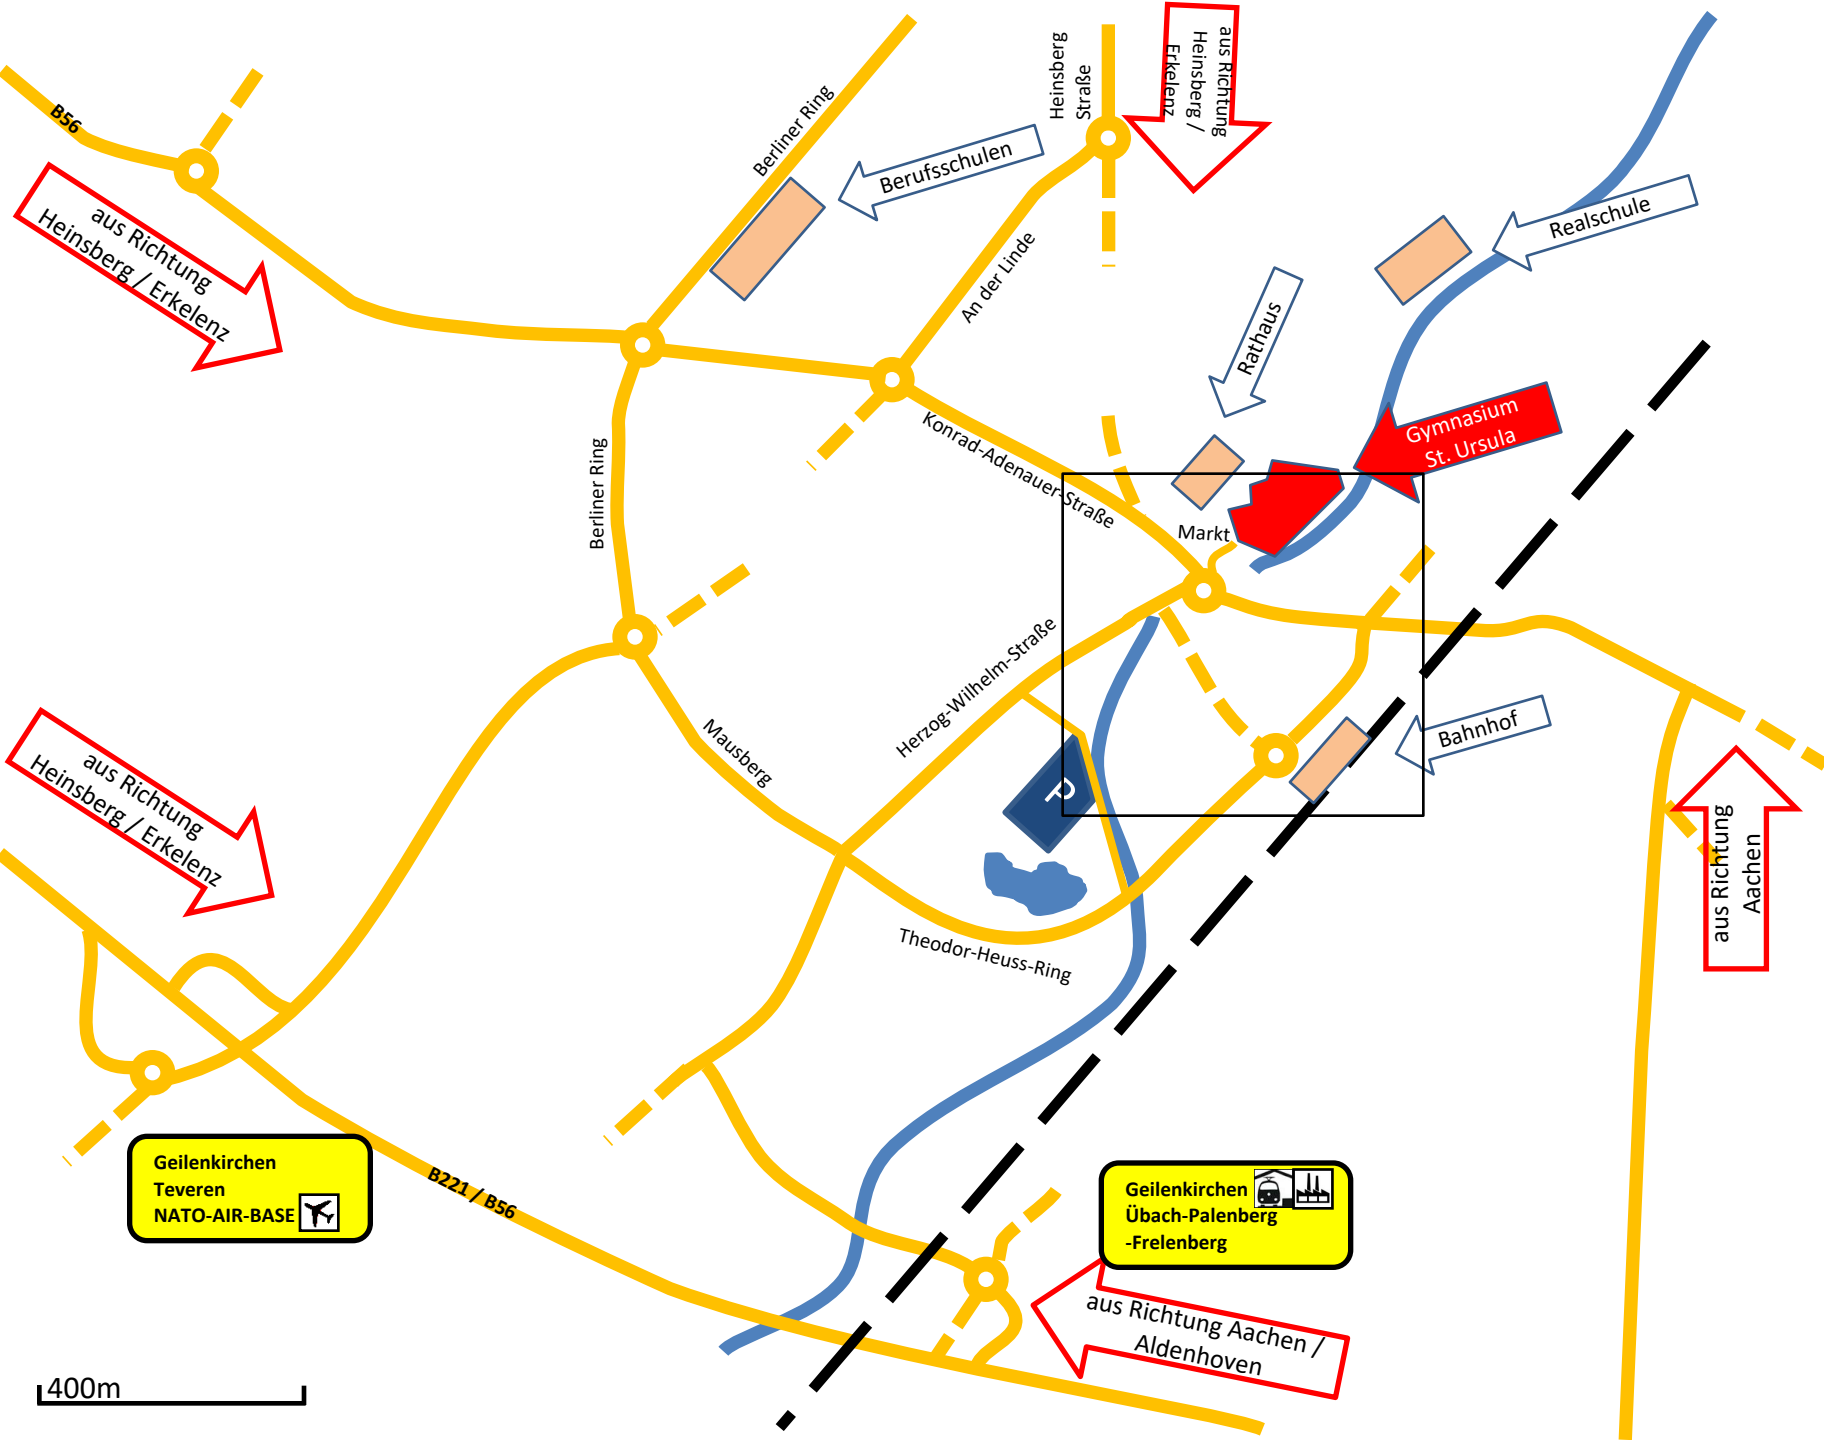 B56
Berliner Ring
Heinsberg
Straße
aus Richtung
Heinsberg /
Erkelenz
Berufsschulen
aus Richtung
Heinsberg / Erkelenz
Realschule
An der Linde
Rathaus
Gymnasium
St. Ursula
Konrad-Adenauer-Straße
Berliner Ring
Markt
Herzog-Wilhelm-Straße
Mausberg
Bahnhof
aus Richtung
Heinsberg / Erkelenz
P
aus Richtung
Aachen
Theodor-Heuss-Ring
Geilenkirchen
Teveren
NATO-AIR-BASE
B221 / B56
Geilenkirchen
Übach-Palenberg
-Frelenberg
aus Richtung Aachen /
Aldenhoven
400m